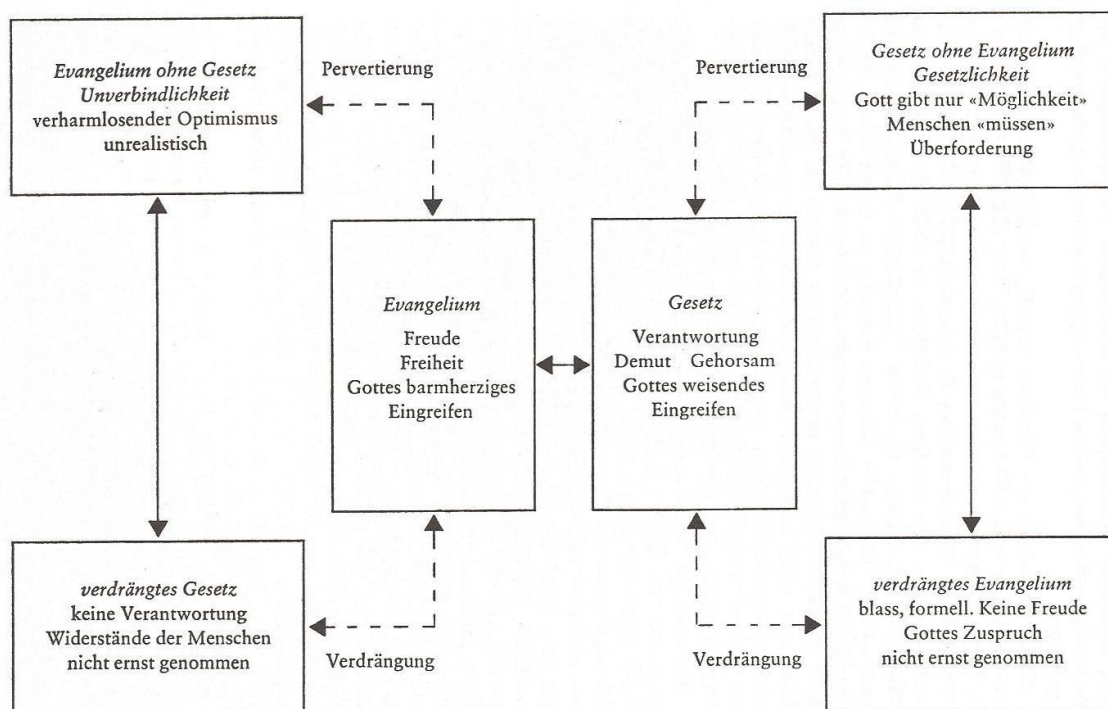 Evangelium ohne Gesetz
Unverbindlichkeit
verharmlosender Optimismus
unrealistisch
Pervertierung
Pervertierung
Gesetz ohne Evangelium
Gesetzlichkeit
Gott gibt nur «Möglichkeit»
Menschen «müssen»
Überforderung
Evangelium
Freude
Freiheit
Gottes barmherziges
Eingreifen
Gesetz
Verantwortung
Demut Gehorsam
Gottes weisendes
Eingreifen
verdrängtes Gesetz
keine Verantwortung
Widerstände der Menschen
nicht ernst genommen
Verdrängung
Verdrängung
verdrängtes Evangelium
blass, formell. Keine Freude
Gottes Zuspruch
nicht ernst genommen